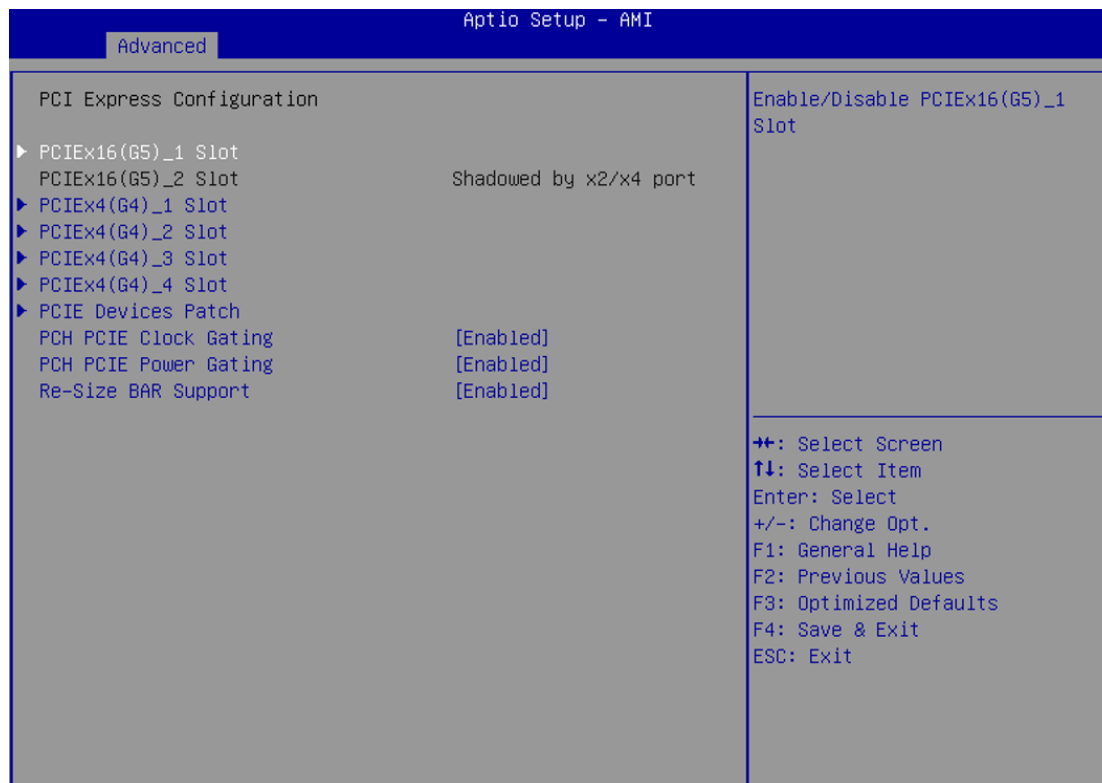 Aptio Setup – AMI
Advanced
PCI Express Configuration
▶ PCIEx16(G5)_1 Slot
PCIEx16(G5)_2 Slot Shadowed by x2/x4 port
▶ PCIEx4(G4)_1 Slot
▶ PCIEx4(G4)_2 Slot
▶ PCIEx4(G4)_3 Slot
▶ PCIEx4(G4)_4 Slot
▶ PCIE Devices Patch
PCH PCIE Clock Gating [Enabled]
PCH PCIE Power Gating [Enabled]
Re-Size BAR Support [Enabled]
Enable/Disable PCIEx16(G5)_1
Slot
→←: Select Screen
↑↓: Select Item
Enter: Select
+/-: Change Opt.
F1: General Help
F2: Previous Values
F3: Optimized Defaults
F4: Save & Exit
ESC: Exit